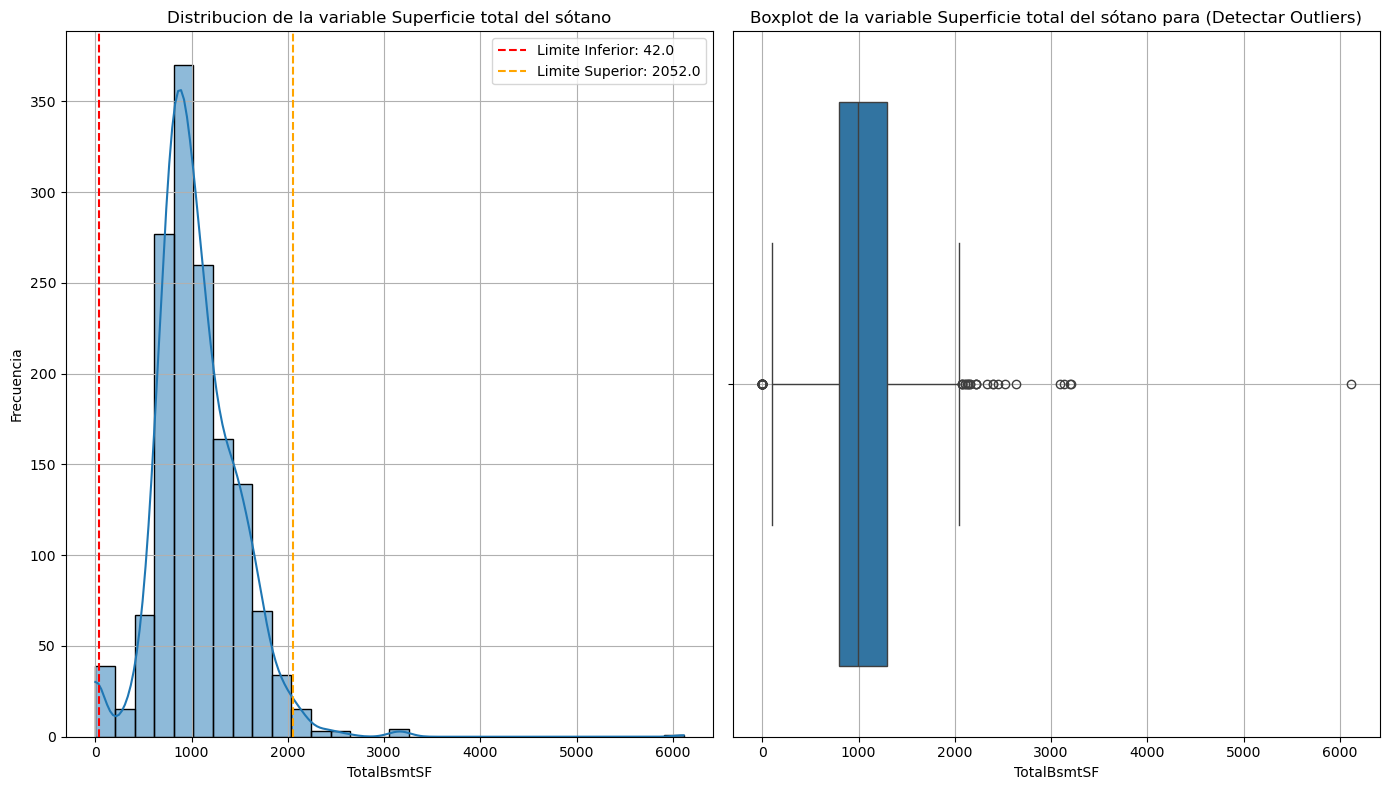 Distribucion de la variable Superficie total del sótano
Limite Inferior: 42.0
Limite Superior: 2052.0
Frecuencia
350
300
250
200
150
100
50
0
0 1000 2000 3000 4000 5000 6000
TotalBsmtSF
Boxplot de la variable Superficie total del sótano para (Detectar Outliers)
0 1000 2000 3000 4000 5000 6000
TotalBsmtSF